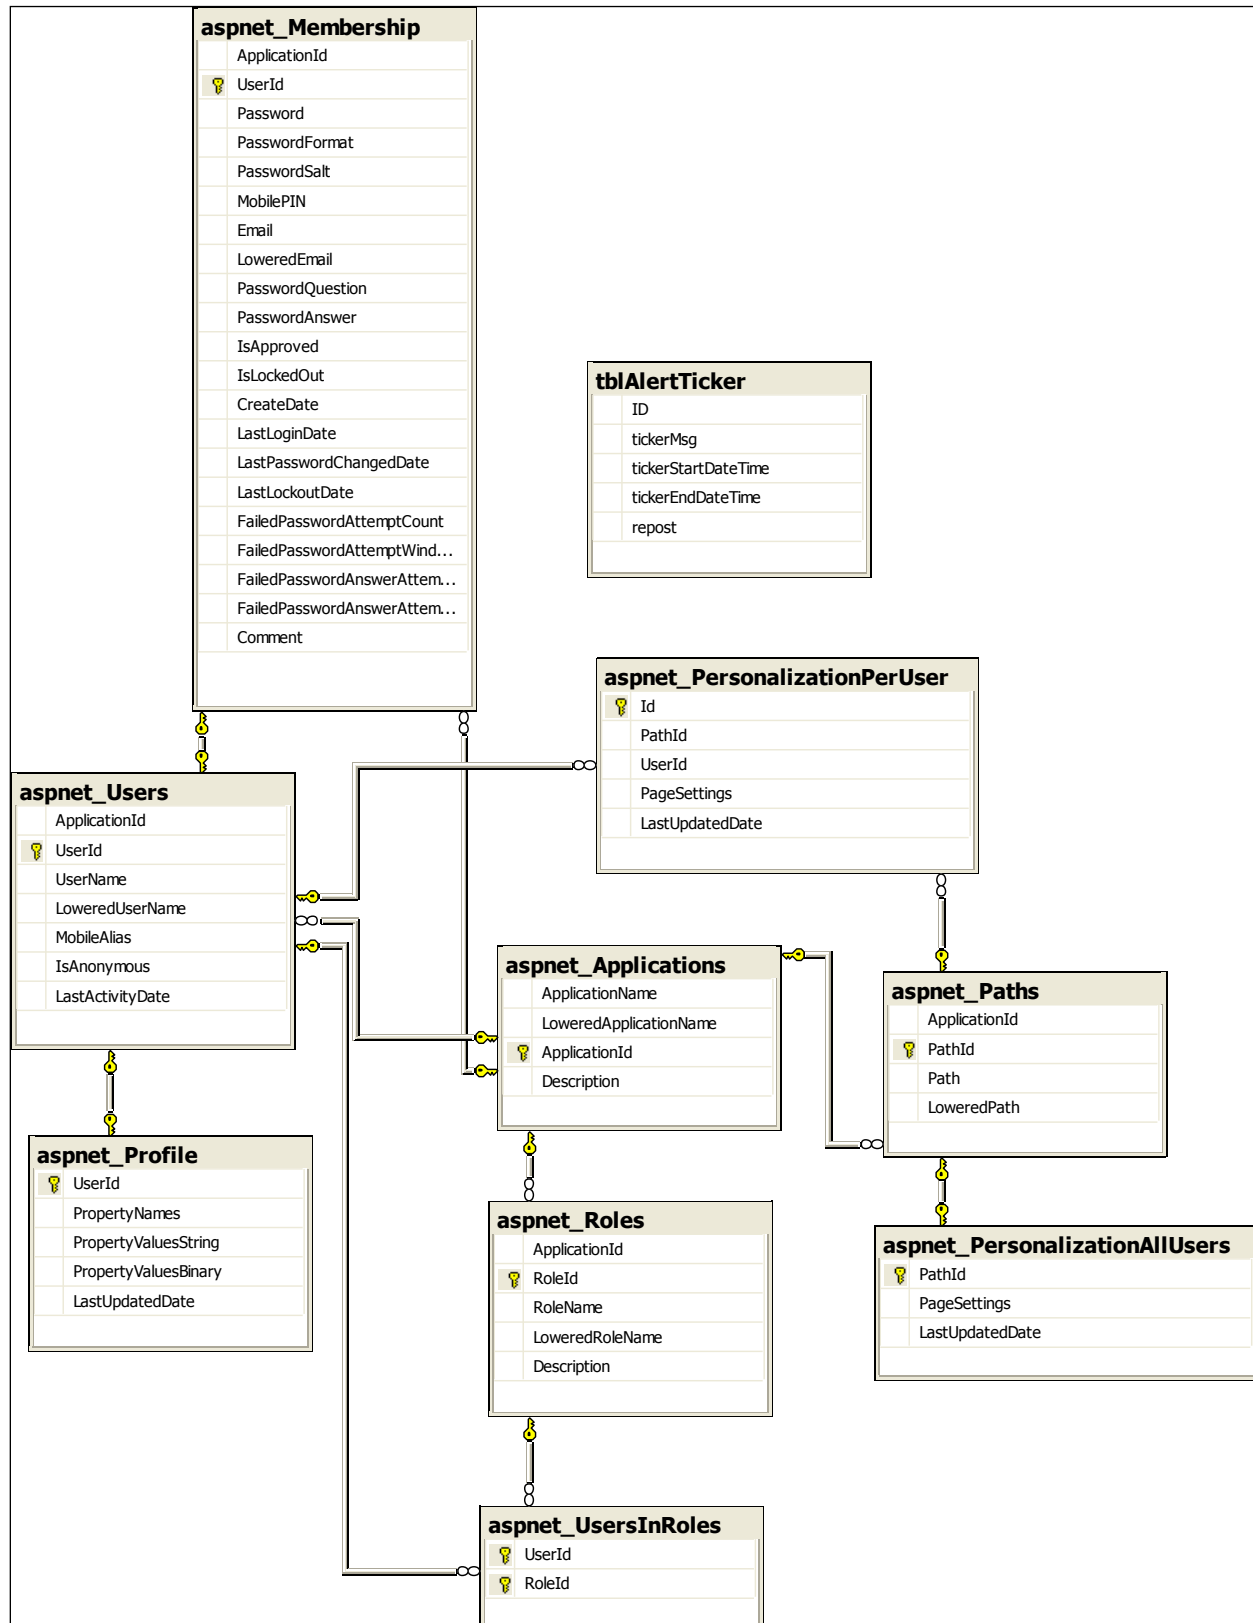 aspnet_Membership
ApplicationId
UserId
Password
PasswordFormat
PasswordSalt
MobilePIN
Email
LoweredEmail
PasswordQuestion
PasswordAnswer
IsApproved
IsLockedOut
CreateDate
LastLoginDate
LastPasswordChangedDate
LastLockoutDate
FailedPasswordAttemptCount
FailedPasswordAttemptWind...
FailedPasswordAnswerAttem...
FailedPasswordAnswerAttem...
Comment
tblAlertTicker
ID
tickerMsg
tickerStartDateTime
tickerEndDateTime
repost
aspnet_PersonalizationPerUser
Id
PathId
UserId
PageSettings
LastUpdatedDate
aspnet_Users
ApplicationId
UserId
UserName
LoweredUserName
MobileAlias
IsAnonymous
LastActivityDate
aspnet_Applications
ApplicationName
LoweredApplicationName
ApplicationId
Description
aspnet_Paths
ApplicationId
PathId
Path
LoweredPath
aspnet_Profile
UserId
PropertyNames
PropertyValuesString
PropertyValuesBinary
LastUpdatedDate
aspnet_Roles
ApplicationId
RoleId
RoleName
LoweredRoleName
Description
aspnet_PersonalizationAllUsers
PathId
PageSettings
LastUpdatedDate
aspnet_UsersInRoles
UserId
RoleId